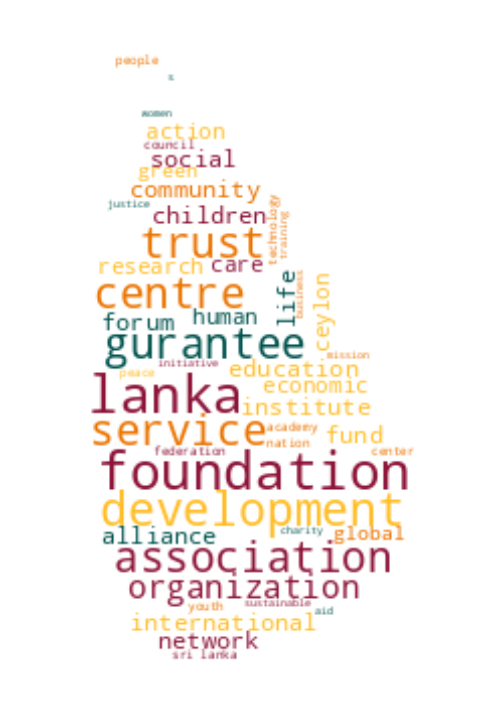 people
s
women
action
council
social
green
community
justice
children
technology
training
trust
research care
life
business
centre
ceylon
forum human
gurantee
mission
initiative
education
peace
economic
lanka
institute
service
academy
fund
nation
federation
center
foundation
development
charity
alliance
global
association
organization
youth
sustainable
aid
international
network
sri lanka